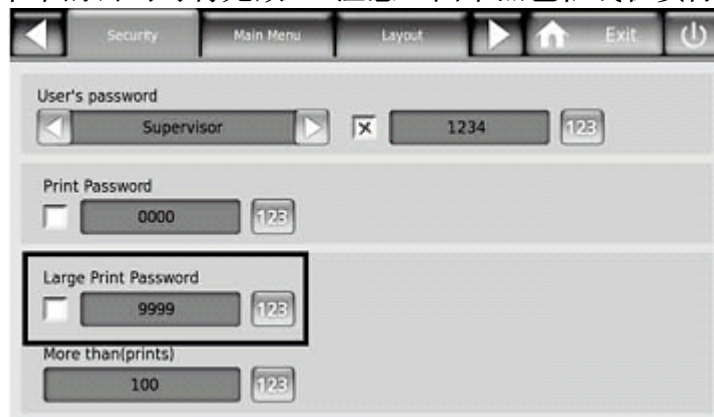 Security Main Menu Layout Exit
User's password
Supervisor 1234 123
Print Password
0000 123
Large Print Password
9999 123
More than(prints)
100 123